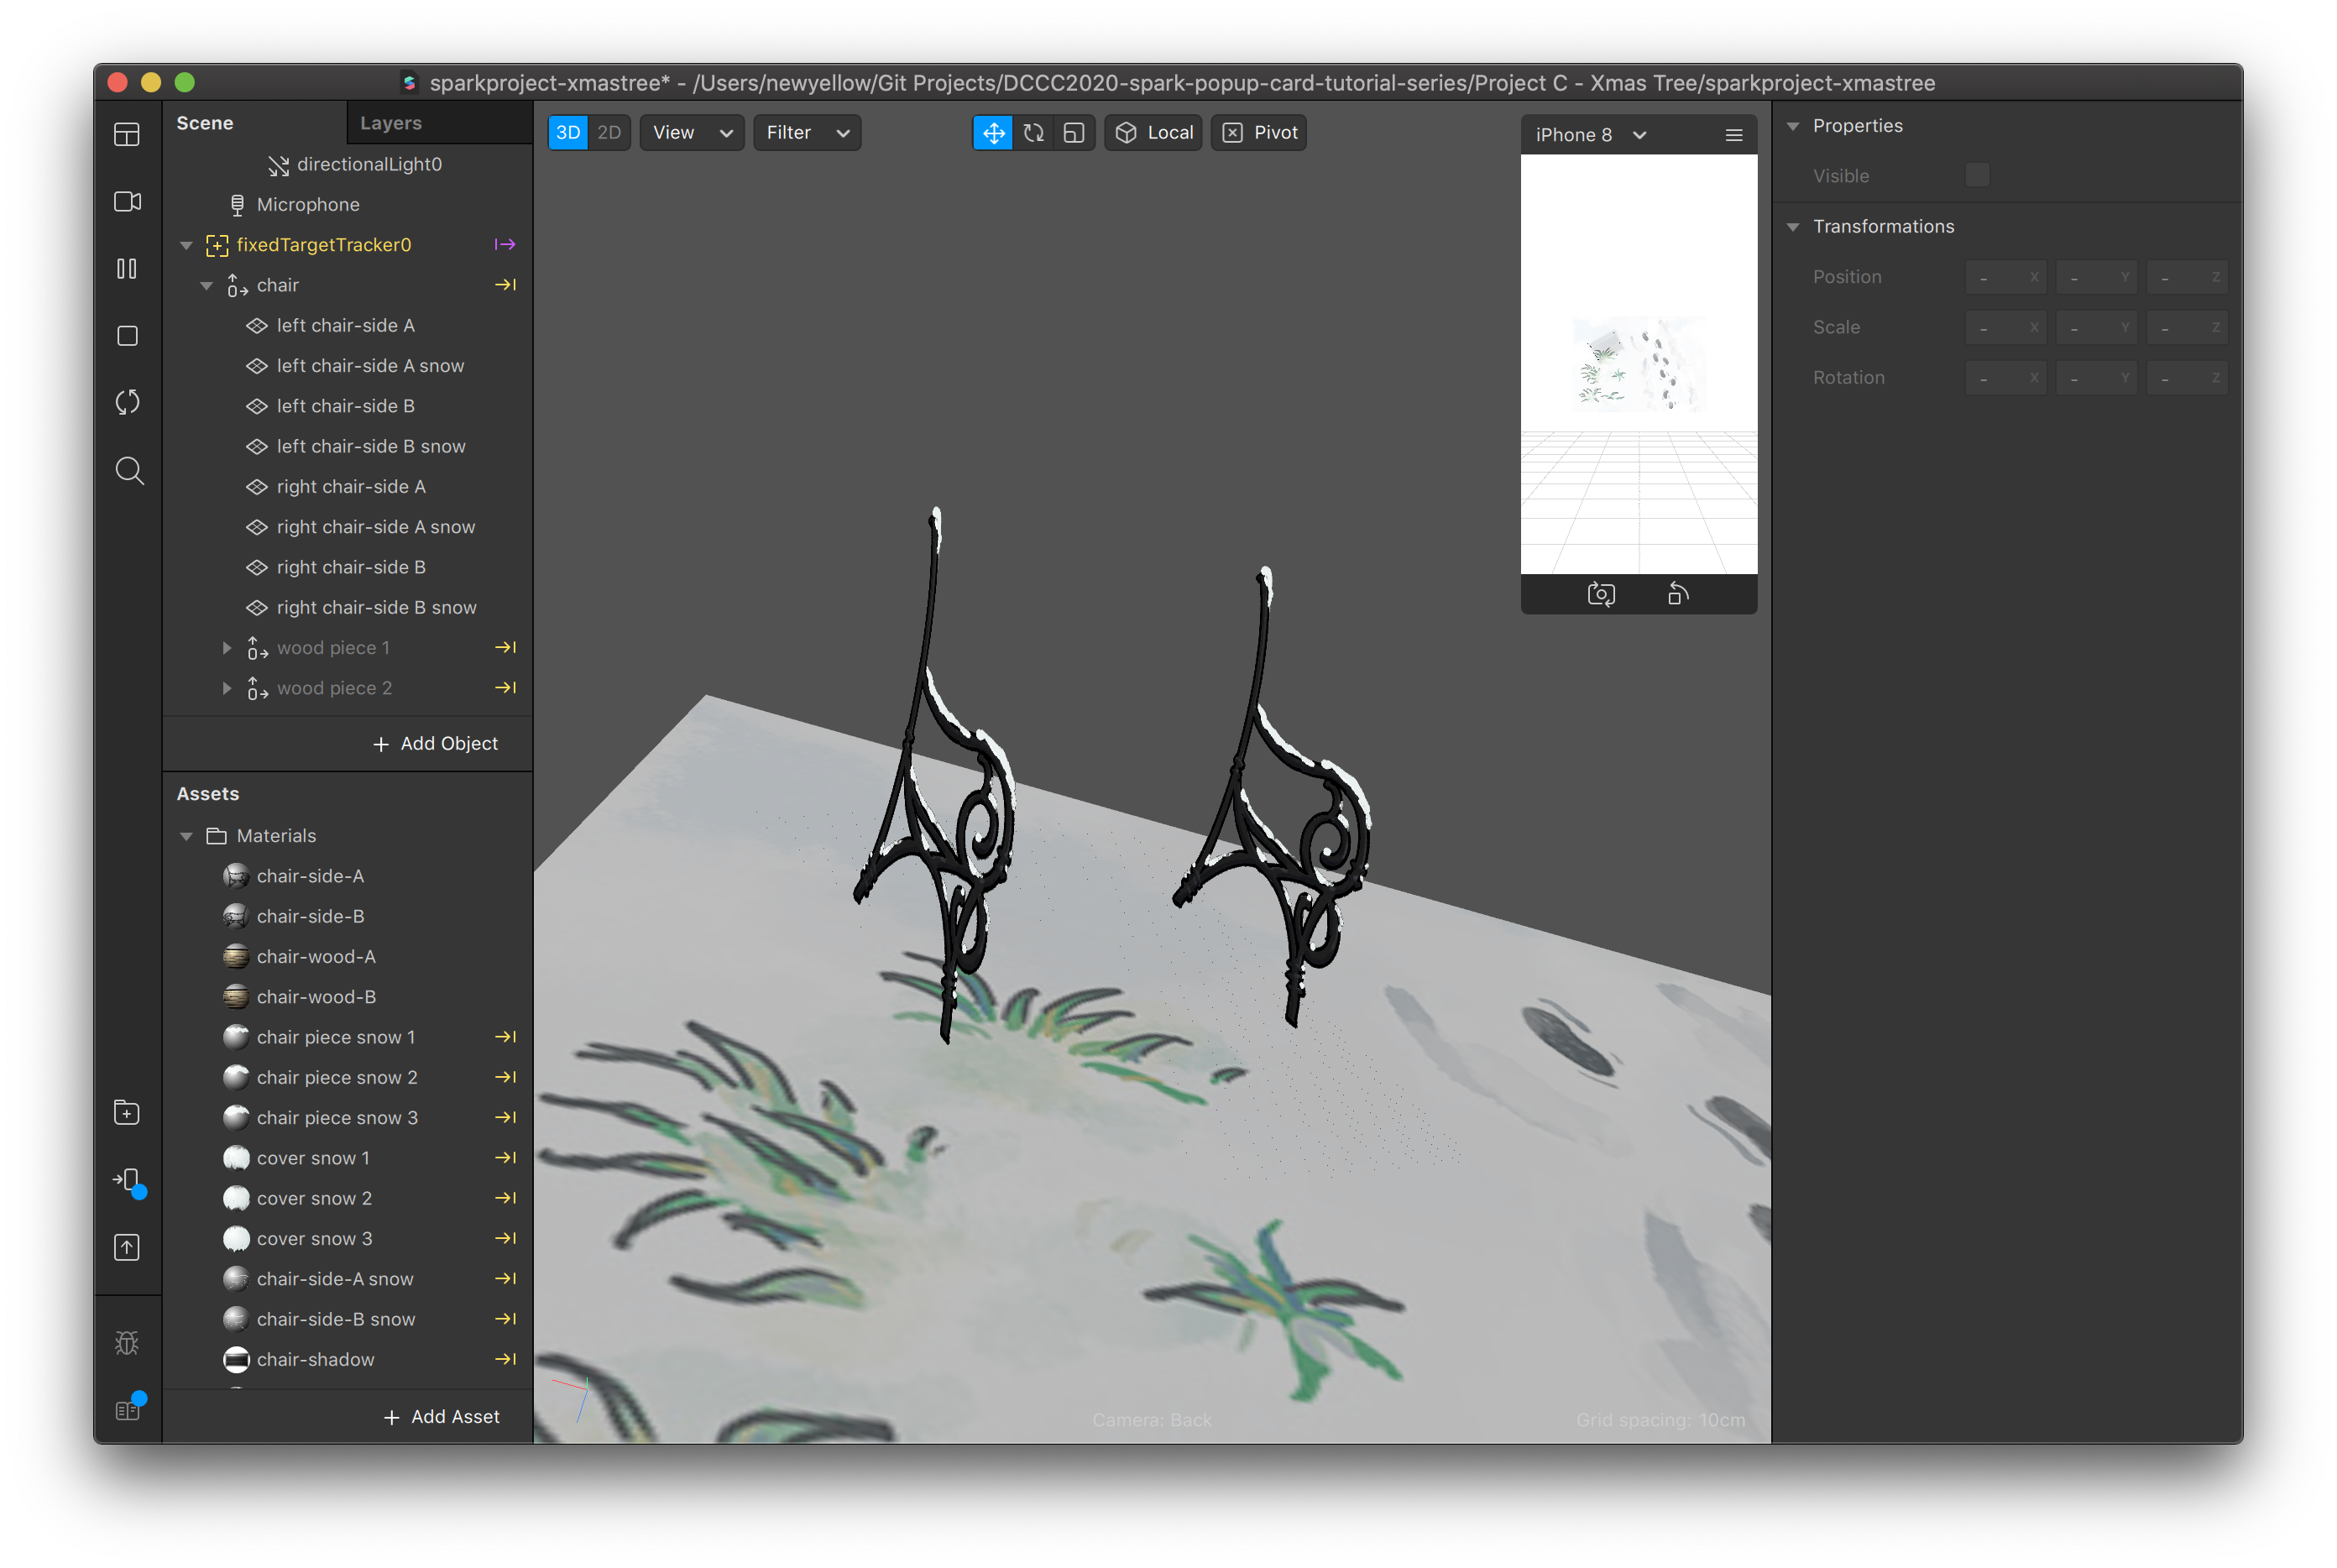 sparkproject-xmastree* - /Users/newyellow/Git Projects/DCCC2020-spark-popup-card-tutorial-series/Project C - Xmas Tree/sparkproject-xmastree
Scene
Layers
directionalLight0
Microphone
fixedTargetTracker0
chair
left chair-side A
left chair-side A snow
left chair-side B
left chair-side B snow
right chair-side A
right chair-side A snow
right chair-side B
right chair-side B snow
wood piece 1
wood piece 2
+ Add Object
Assets
Materials
chair-side-A
chair-side-B
chair-wood-A
chair-wood-B
chair piece snow 1
chair piece snow 2
chair piece snow 3
cover snow 1
cover snow 2
cover snow 3
chair-side-A snow
chair-side-B snow
chair-shadow
+ Add Asset
3D 2D View Filter Local Pivot
iPhone 8
Camera: Back
Grid spacing: 10cm
Properties
Visible
Transformations
Position - X - Y - Z
Scale - X - Y - Z
Rotation - X - Y - Z